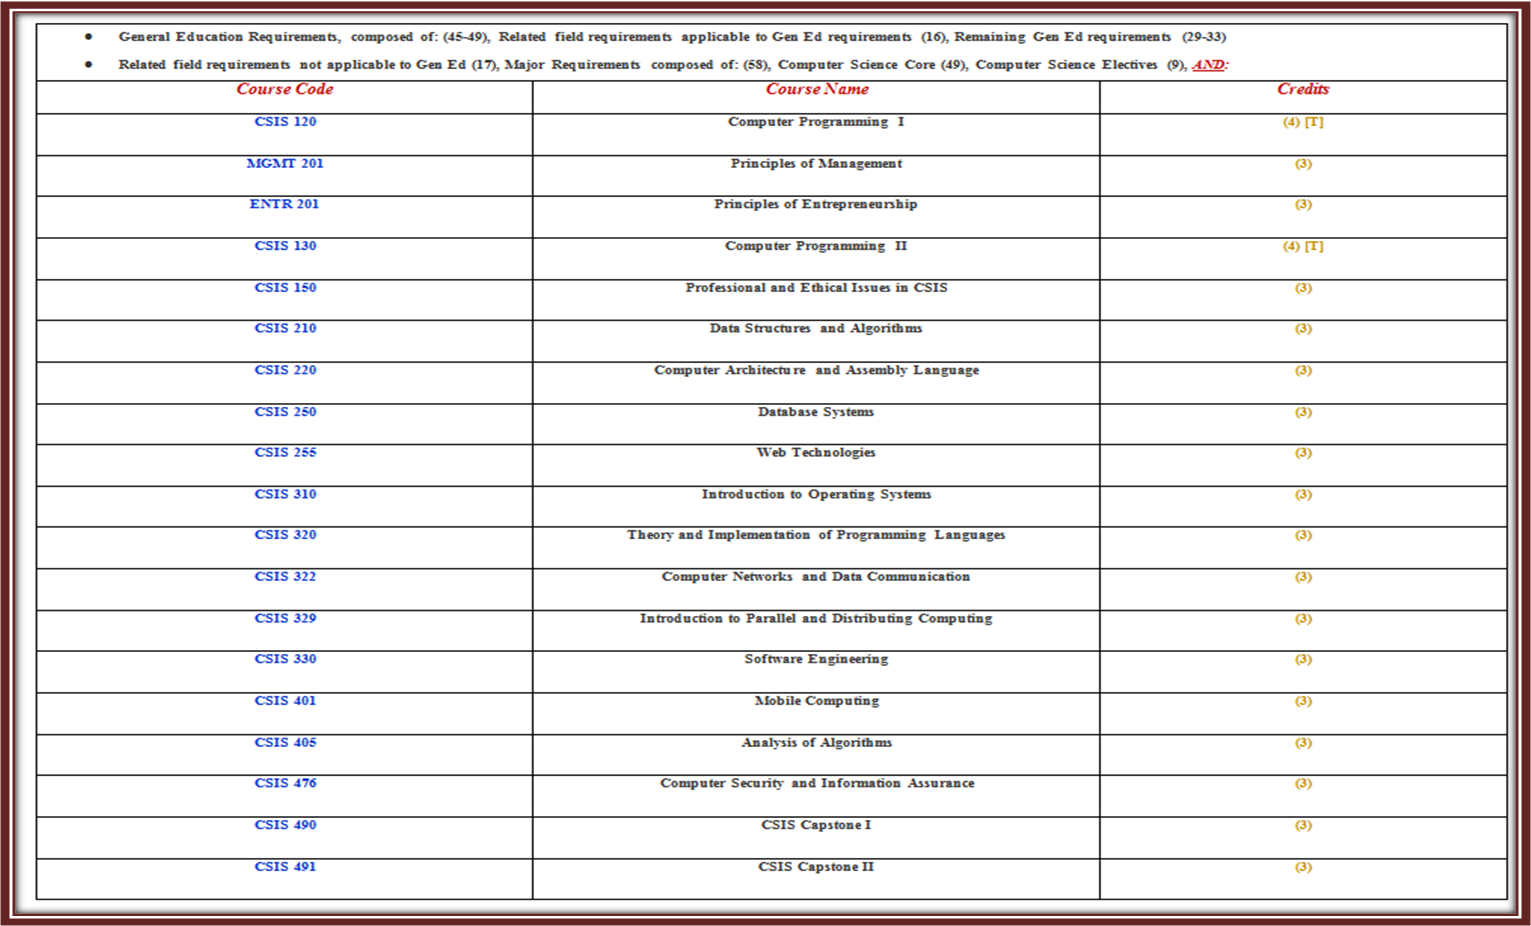 • General Education Requirements, composed of: (45-49), Related field requirements applicable to Gen Ed requirements (16), Remaining Gen Ed requirements (29-33)
• Related field requirements not applicable to Gen Ed (17), Major Requirements composed of: (58), Computer Science Core (49), Computer Science Electives (9), AND:
Course Code Course Name Credits
CSIS 120 Computer Programming I (4) [T]
MGMT 201 Principles of Management (3)
ENTR 201 Principles of Entrepreneurship (3)
CSIS 130 Computer Programming II (4) [T]
CSIS 150 Professional and Ethical Issues in CSIS (3)
CSIS 210 Data Structures and Algorithms (3)
CSIS 220 Computer Architecture and Assembly Language (3)
CSIS 250 Database Systems (3)
CSIS 255 Web Technologies (3)
CSIS 310 Introduction to Operating Systems (3)
CSIS 320 Theory and Implementation of Programming Languages (3)
CSIS 322 Computer Networks and Data Communication (3)
CSIS 329 Introduction to Parallel and Distributing Computing (3)
CSIS 330 Software Engineering (3)
CSIS 401 Mobile Computing (3)
CSIS 405 Analysis of Algorithms (3)
CSIS 476 Computer Security and Information Assurance (3)
CSIS 490 CSIS Capstone I (3)
CSIS 491 CSIS Capstone II (3)